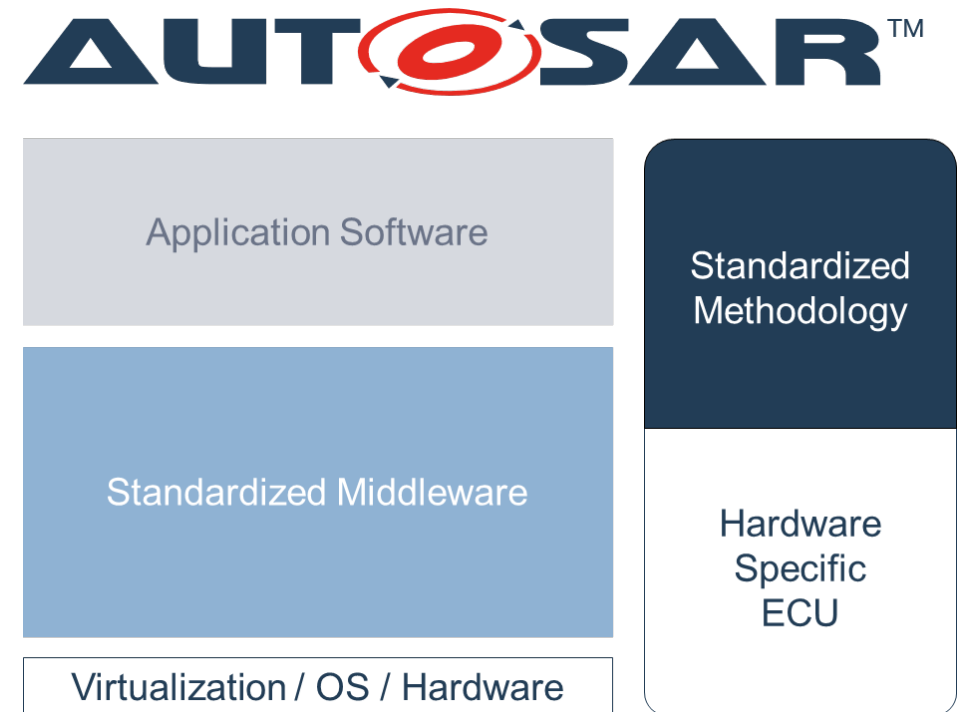 AUTOSAR™
Application Software
Standardized Middleware
Virtualization / OS / Hardware
Standardized
Methodology
Hardware
Specific
ECU